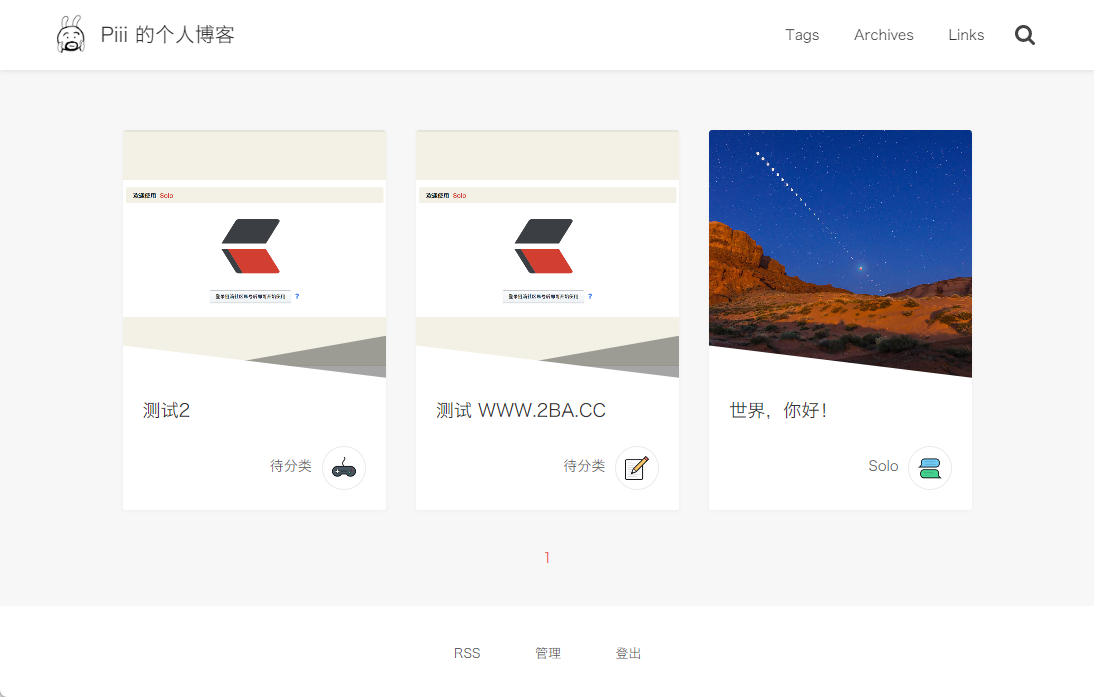 Piii 的个人博客
Tags
Archives
Links
欢迎使用 Solo
?
欢迎使用 Solo
?
测试2
测试 WWW.2BA.CC
世界，你好！
待分类
待分类
Solo
1
RSS
管理
登出